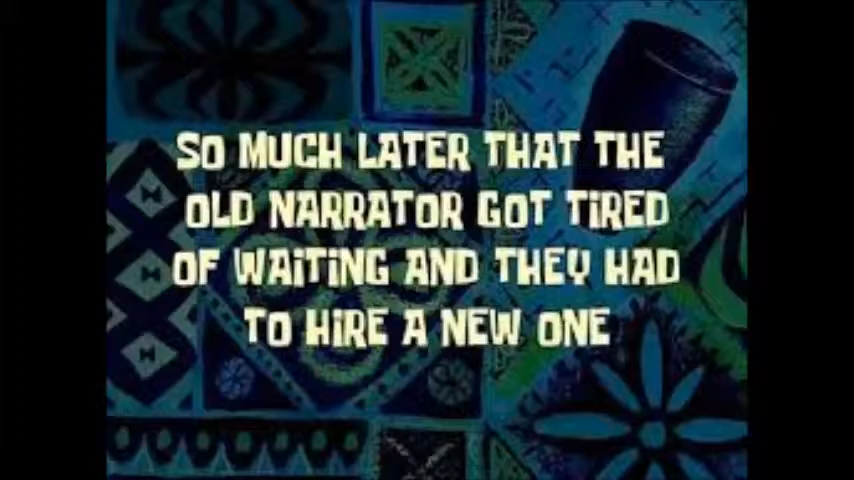 SO MUCH LATER THAT THE
OLD NARRATOR GOT TIRED
OF WAITING AND THEY HAD
TO HIRE A NEW ONE